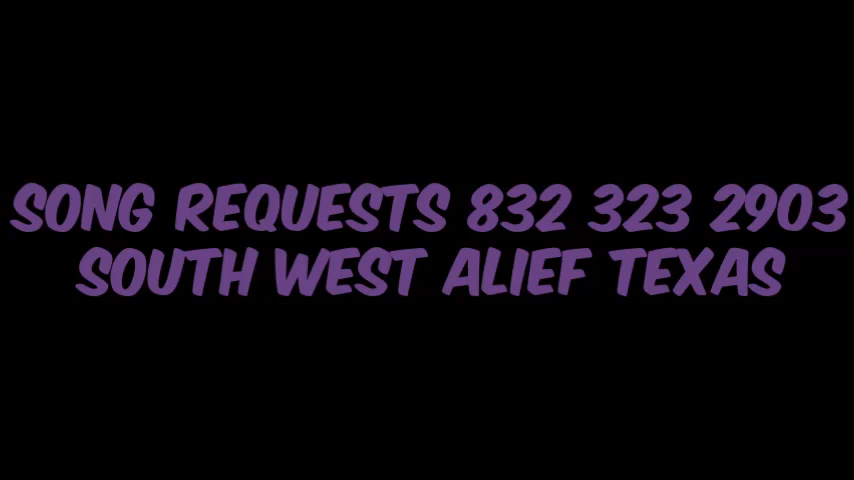 SONG REQUESTS 832 323 2903
SOUTH WEST ALIEF TEXAS